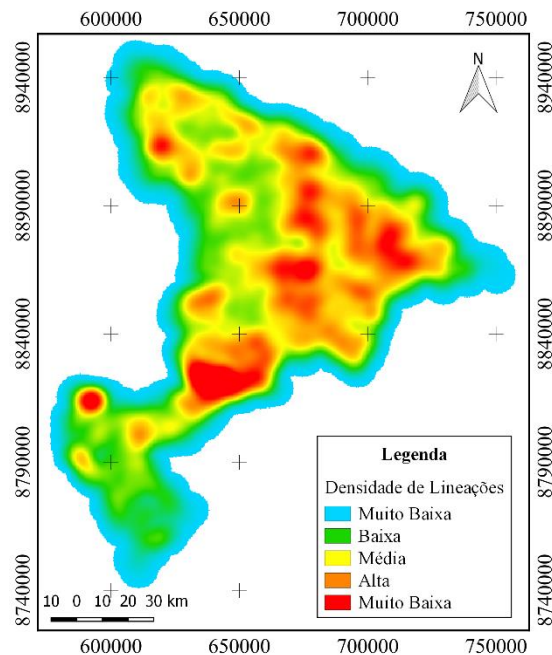 600000 650000 700000 750000
N
8940000 8940000
8890000 8890000
8840000 8840000
8790000 8790000
8740000 8740000
Legenda
Densidade de Lineações
Muito Baixa
Baixa
Média
Alta
Muito Baixa
10 0 10 20 30 km
600000 650000 700000 750000